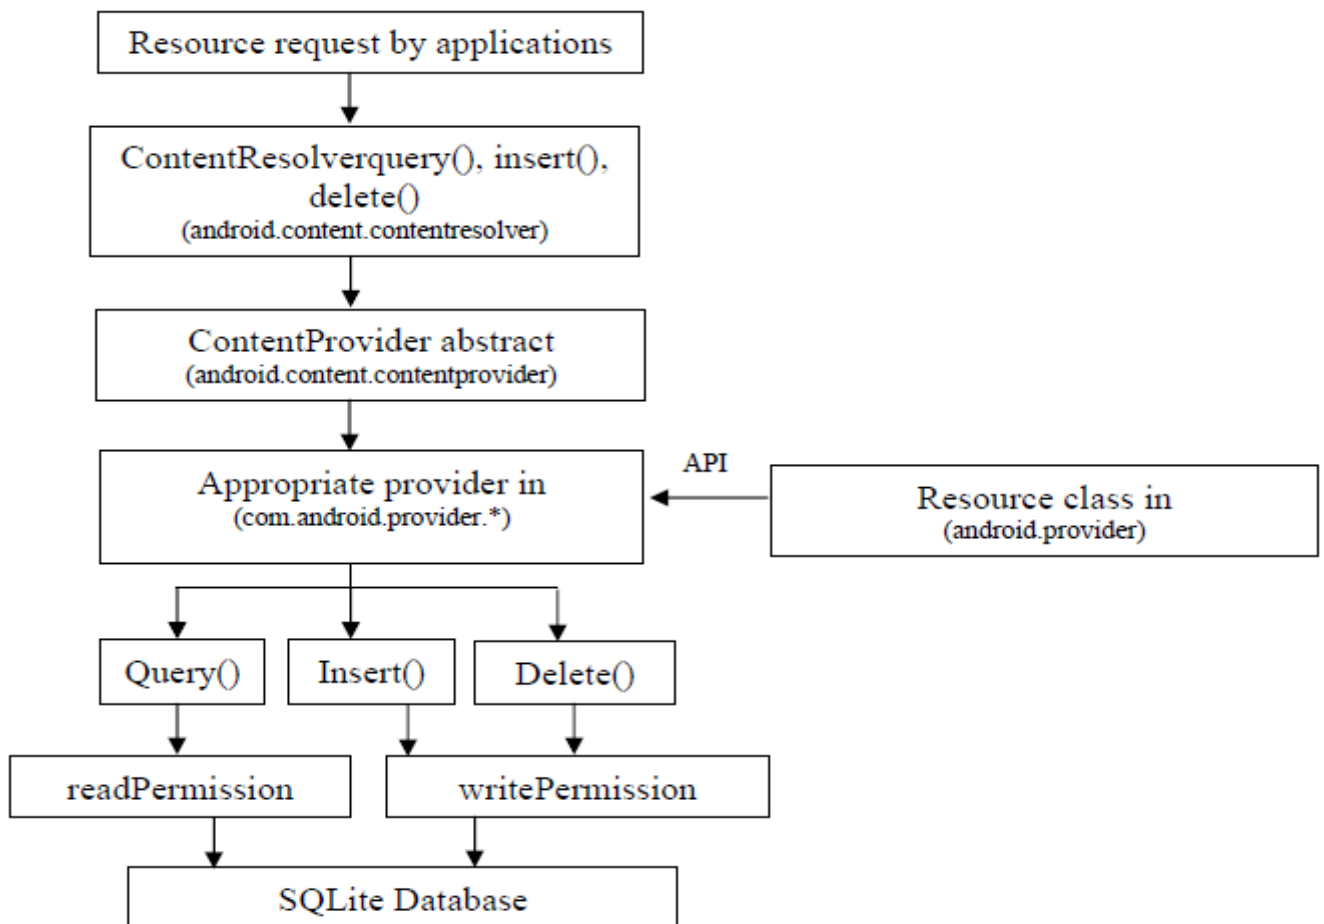 Resource request by applications
ContentResolverquery(), insert(),
delete()
(android.content.contentresolver)
ContentProvider abstract
(android.content.contentprovider)
Appropriate provider in
(com.android.provider.*)
API
Resource class in
(android.provider)
Query()
Insert()
Delete()
readPermission
writePermission
SQLite Database